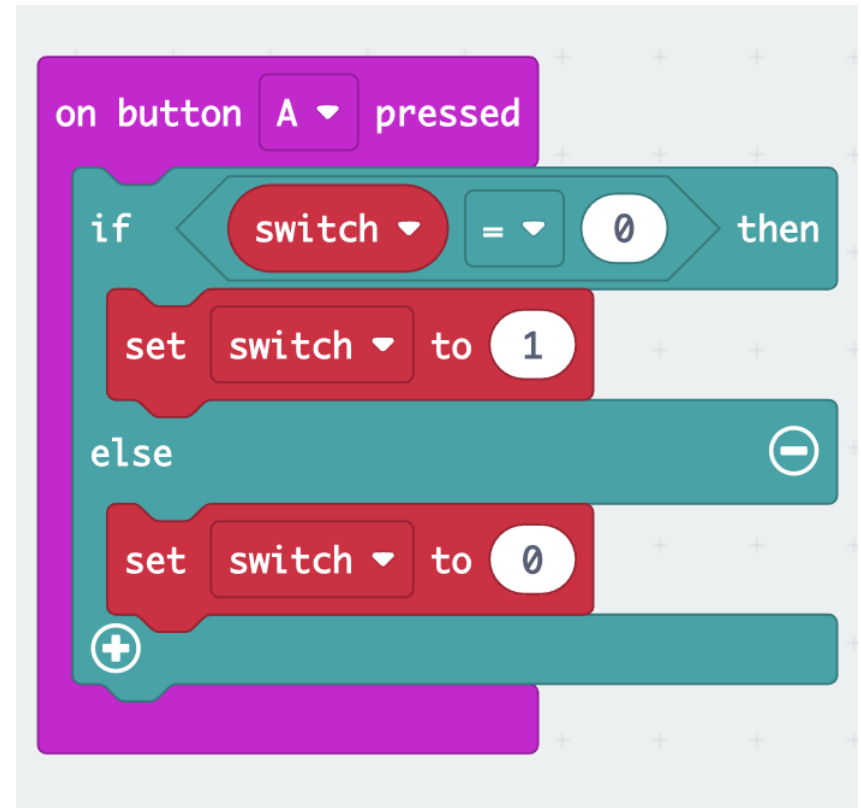 on button A pressed
if switch = 0 then
set switch to 1
else
set switch to 0